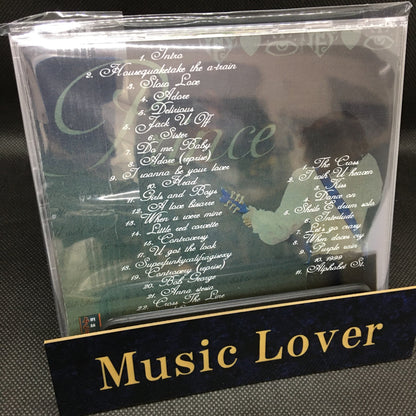 1. Intro
2. Housequaketake the a-train
3. Slow Love
4. Adore
5. Delirious
6. Jack U Off
6. Sister
7. Do me, Baby
8. Adore (reprise)
9. I wanna be your lover
10. Head
11. Girls and Boys
12. A love bizarre
13. When u were mine
14. Little red corvette
15. Controversy
17. U got the look
18. Superfunkycalifragisexy
19. Controvery (reprise)
20. Bob George
21. Anna stesia
22. Cross The Line
1. The Cross
2. I wish U heaven
3. Kiss
4. Dance on
5. Sheila E drum solo
6. Interlude
7. Let's go crazy
8. When doves cry
9. Purple rain
10. 1999
11. Alphabet St.
Music Lover